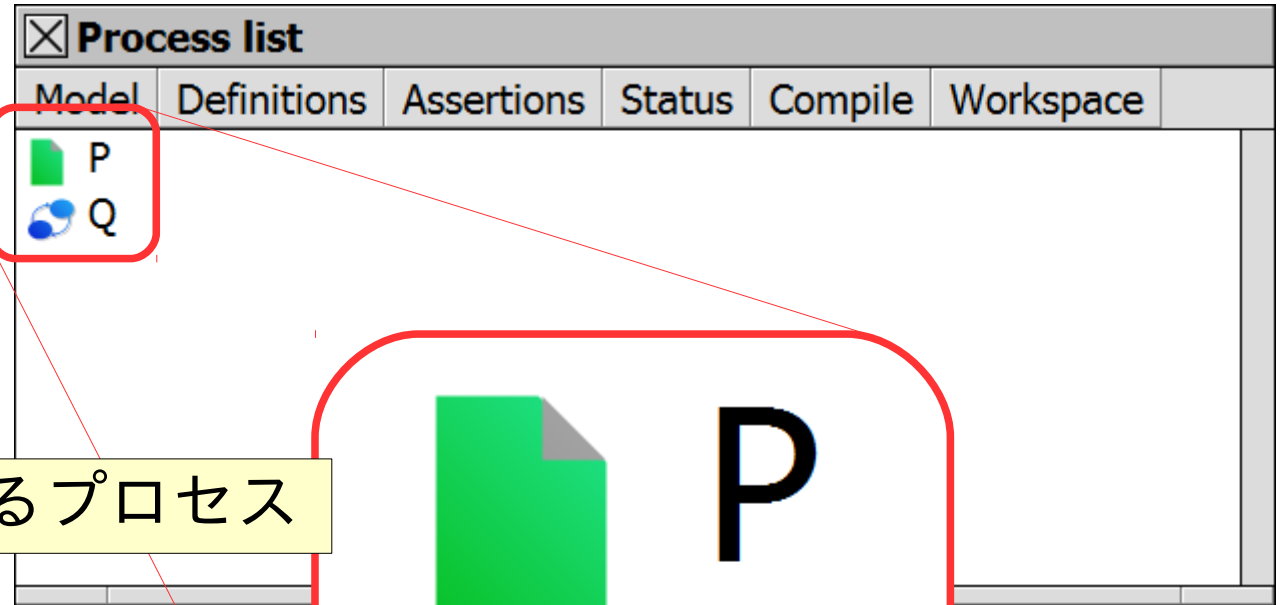 Process list
Model Definitions Assertions Status Compile Workspace
P
Q
P
るプロセス